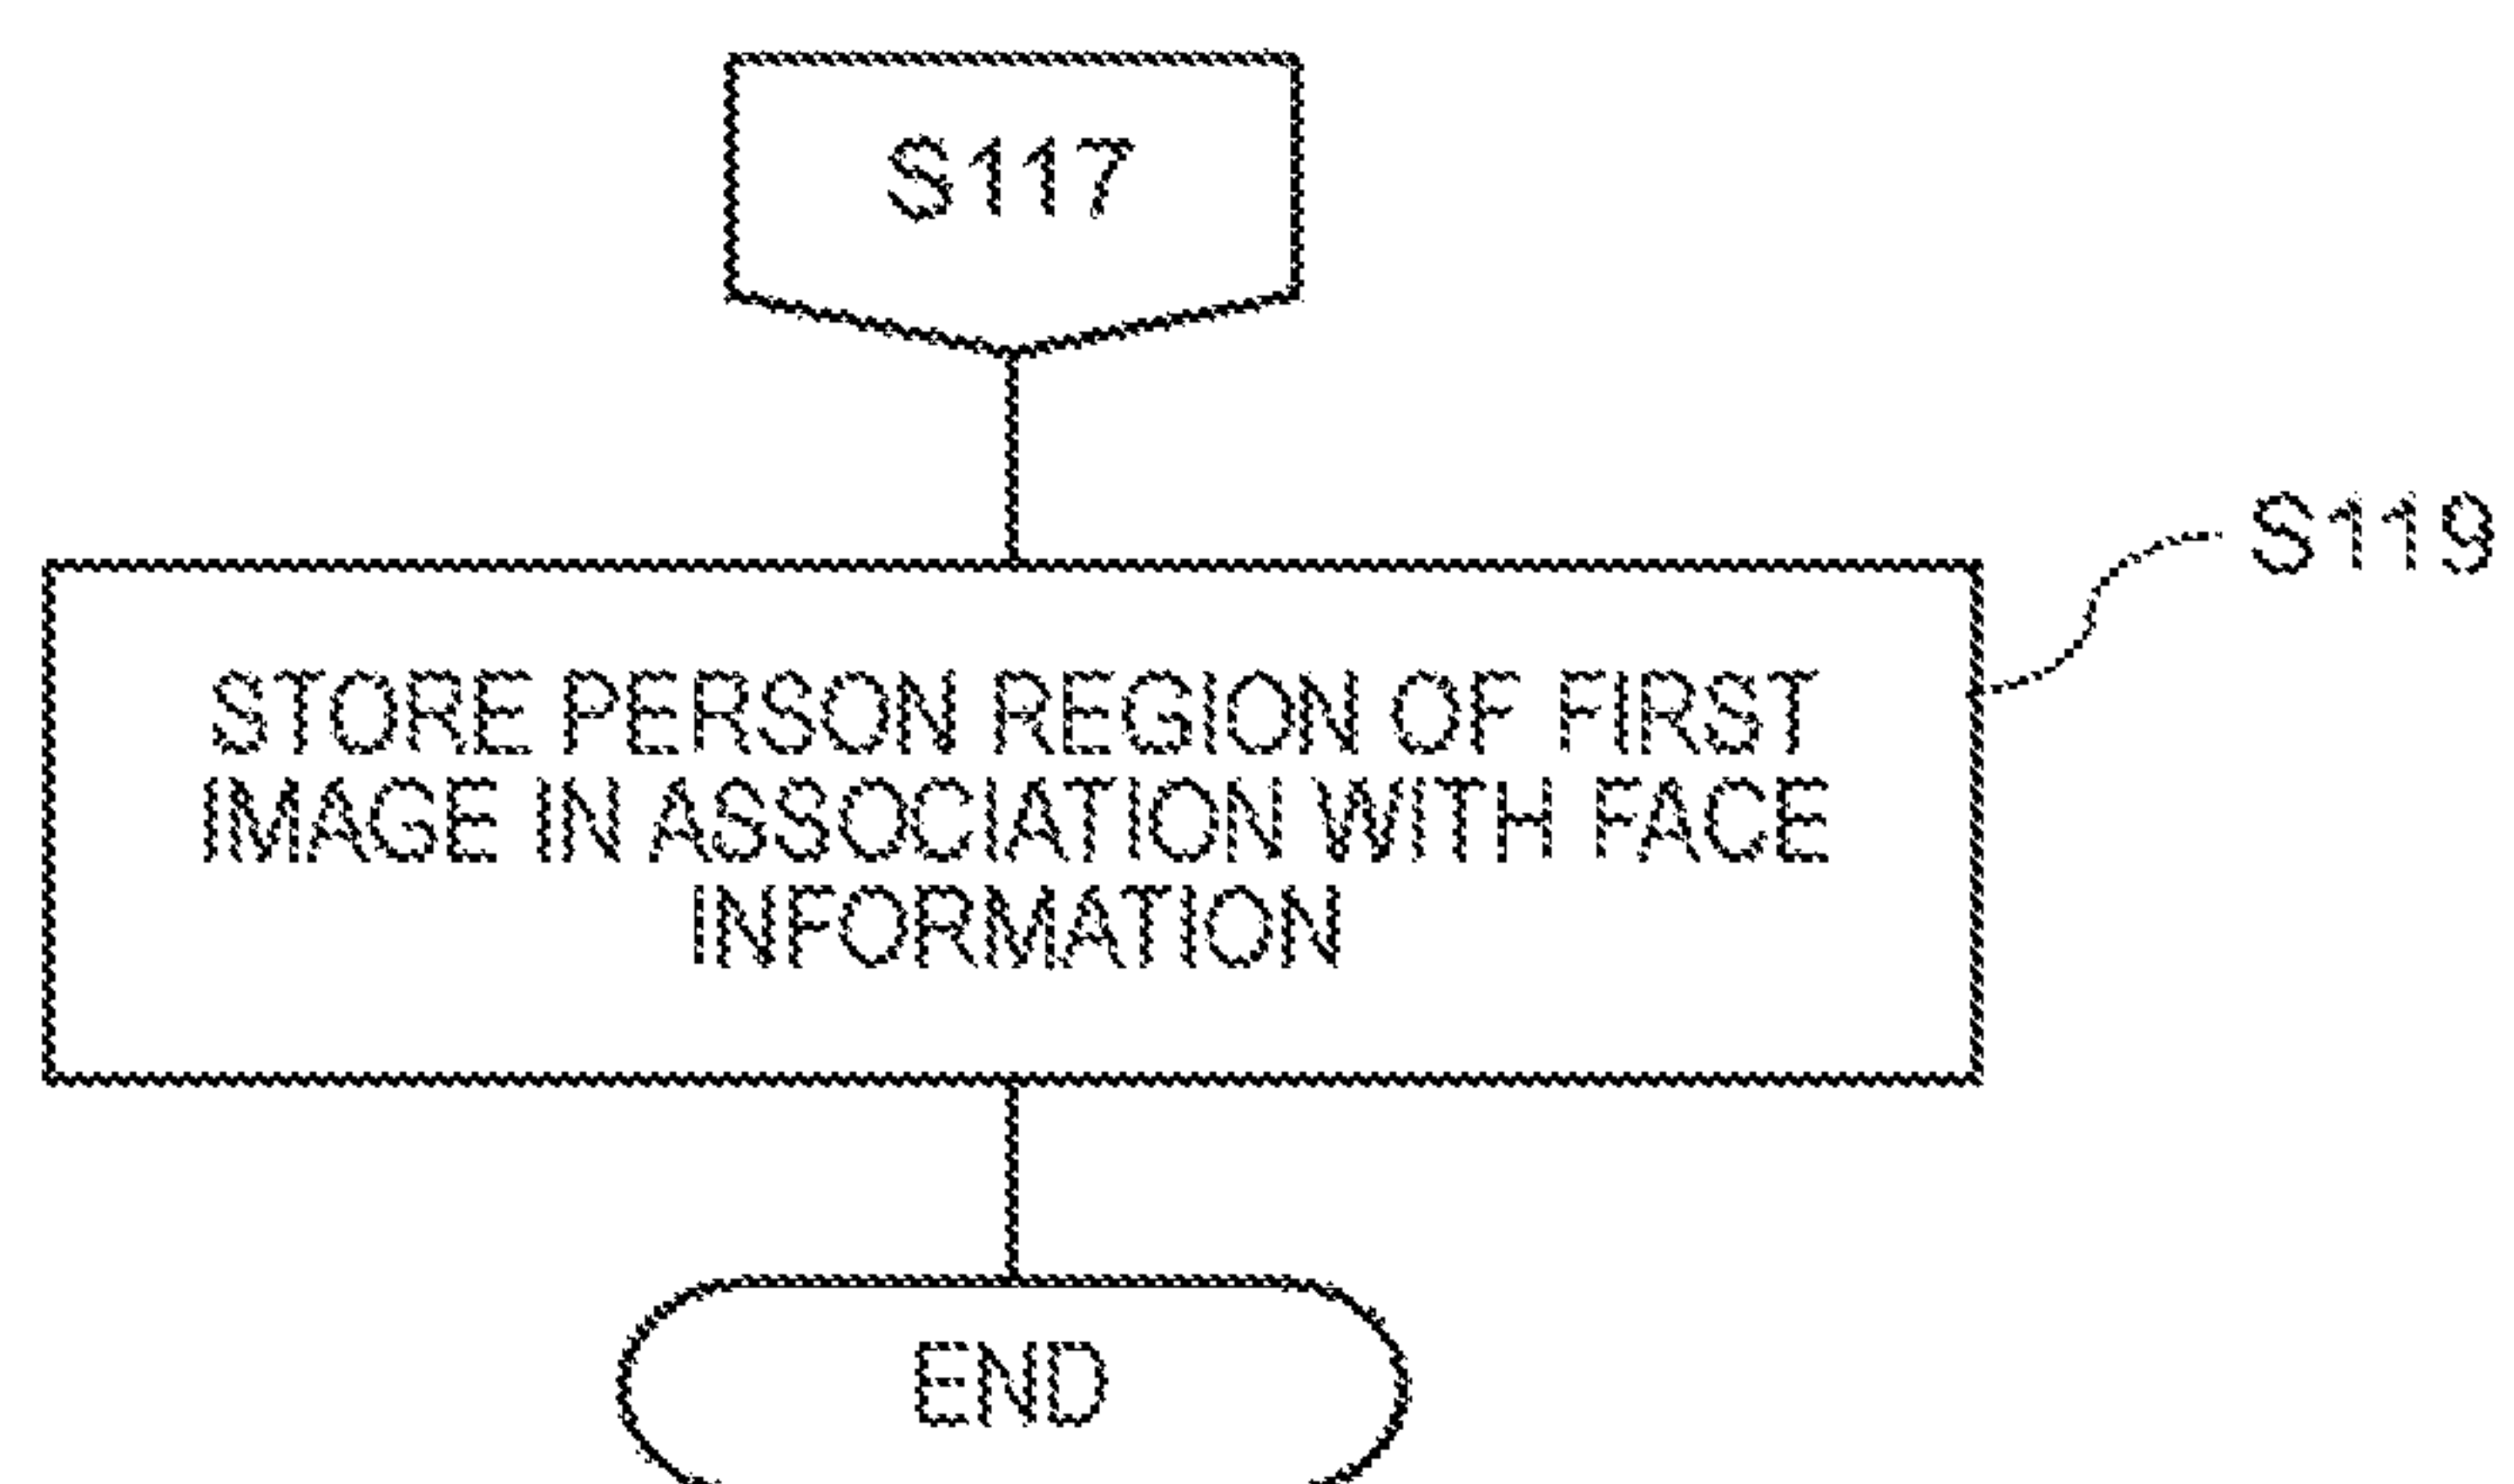 S117
S119
STORE PERSON REGION OF FIRST
IMAGE IN ASSOCIATION WITH FACE
INFORMATION
END